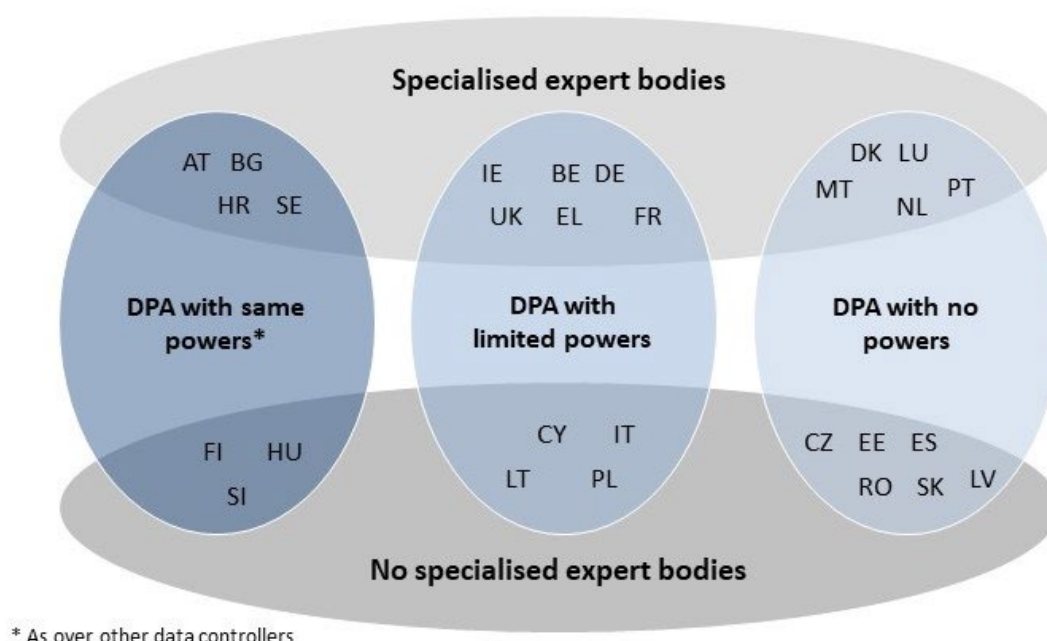 Specialised expert bodies
AT BG
HR SE
IE BE DE
UK EL FR
DK LU
MT PT
NL
DPA with same
powers*
DPA with
limited powers
DPA with no
powers
FI HU
SI
CY IT
LT PL
CZ EE ES
RO SK LV
No specialised expert bodies
* As over other data controllers